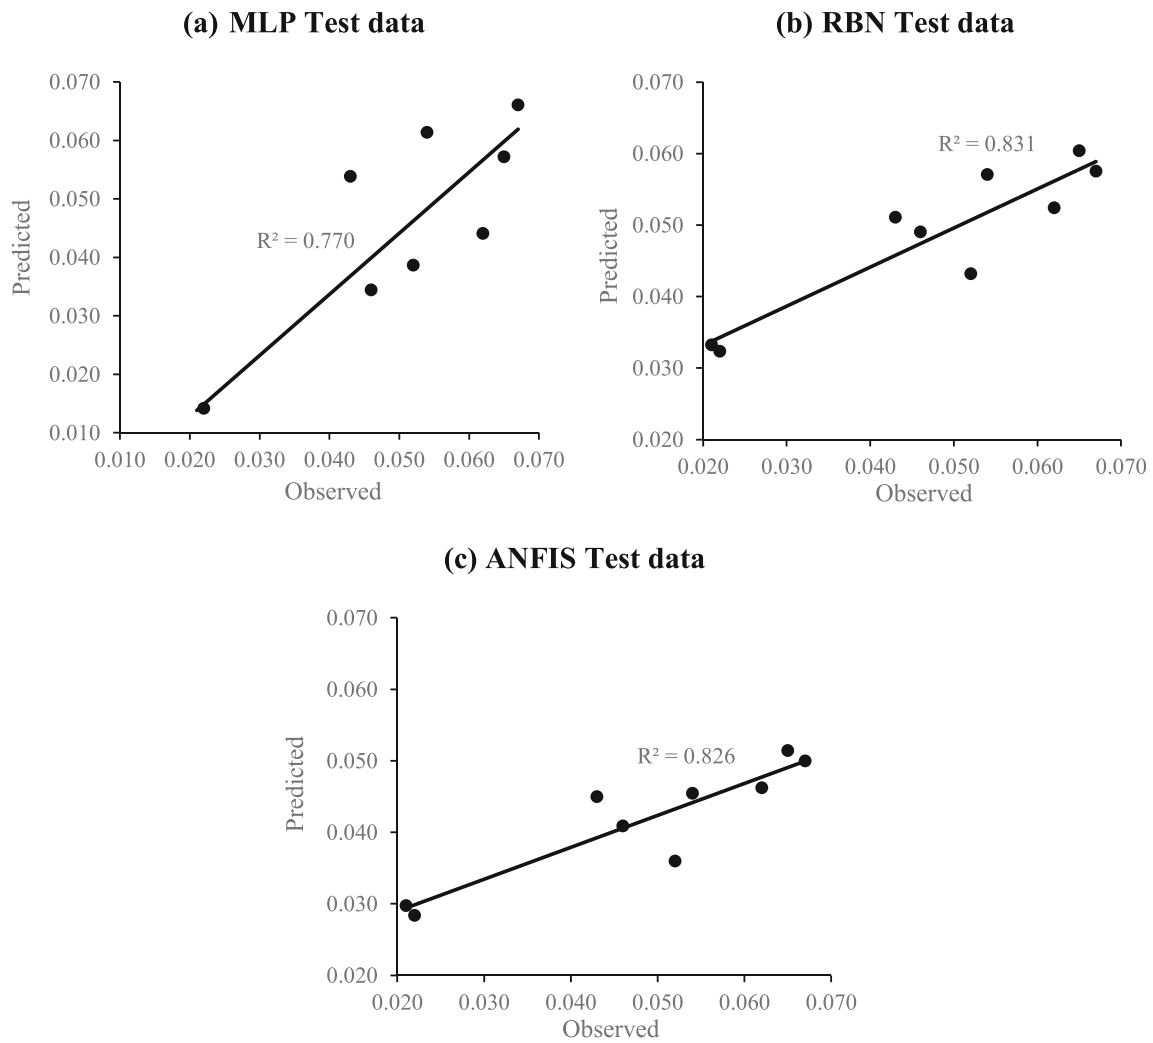 (a) MLP Test data
0.070
0.060
0.050
0.040
0.030
0.020
0.010
Predicted
R² = 0.770
0.010 0.020 0.030 0.040 0.050 0.060 0.070
Observed
(b) RBN Test data
0.070
0.060
0.050
0.040
0.030
0.020
Predicted
R² = 0.831
0.020 0.030 0.040 0.050 0.060 0.070
Observed
(c) ANFIS Test data
0.070
0.060
0.050
0.040
0.030
0.020
Predicted
R² = 0.826
0.020 0.030 0.040 0.050 0.060 0.070
Observed